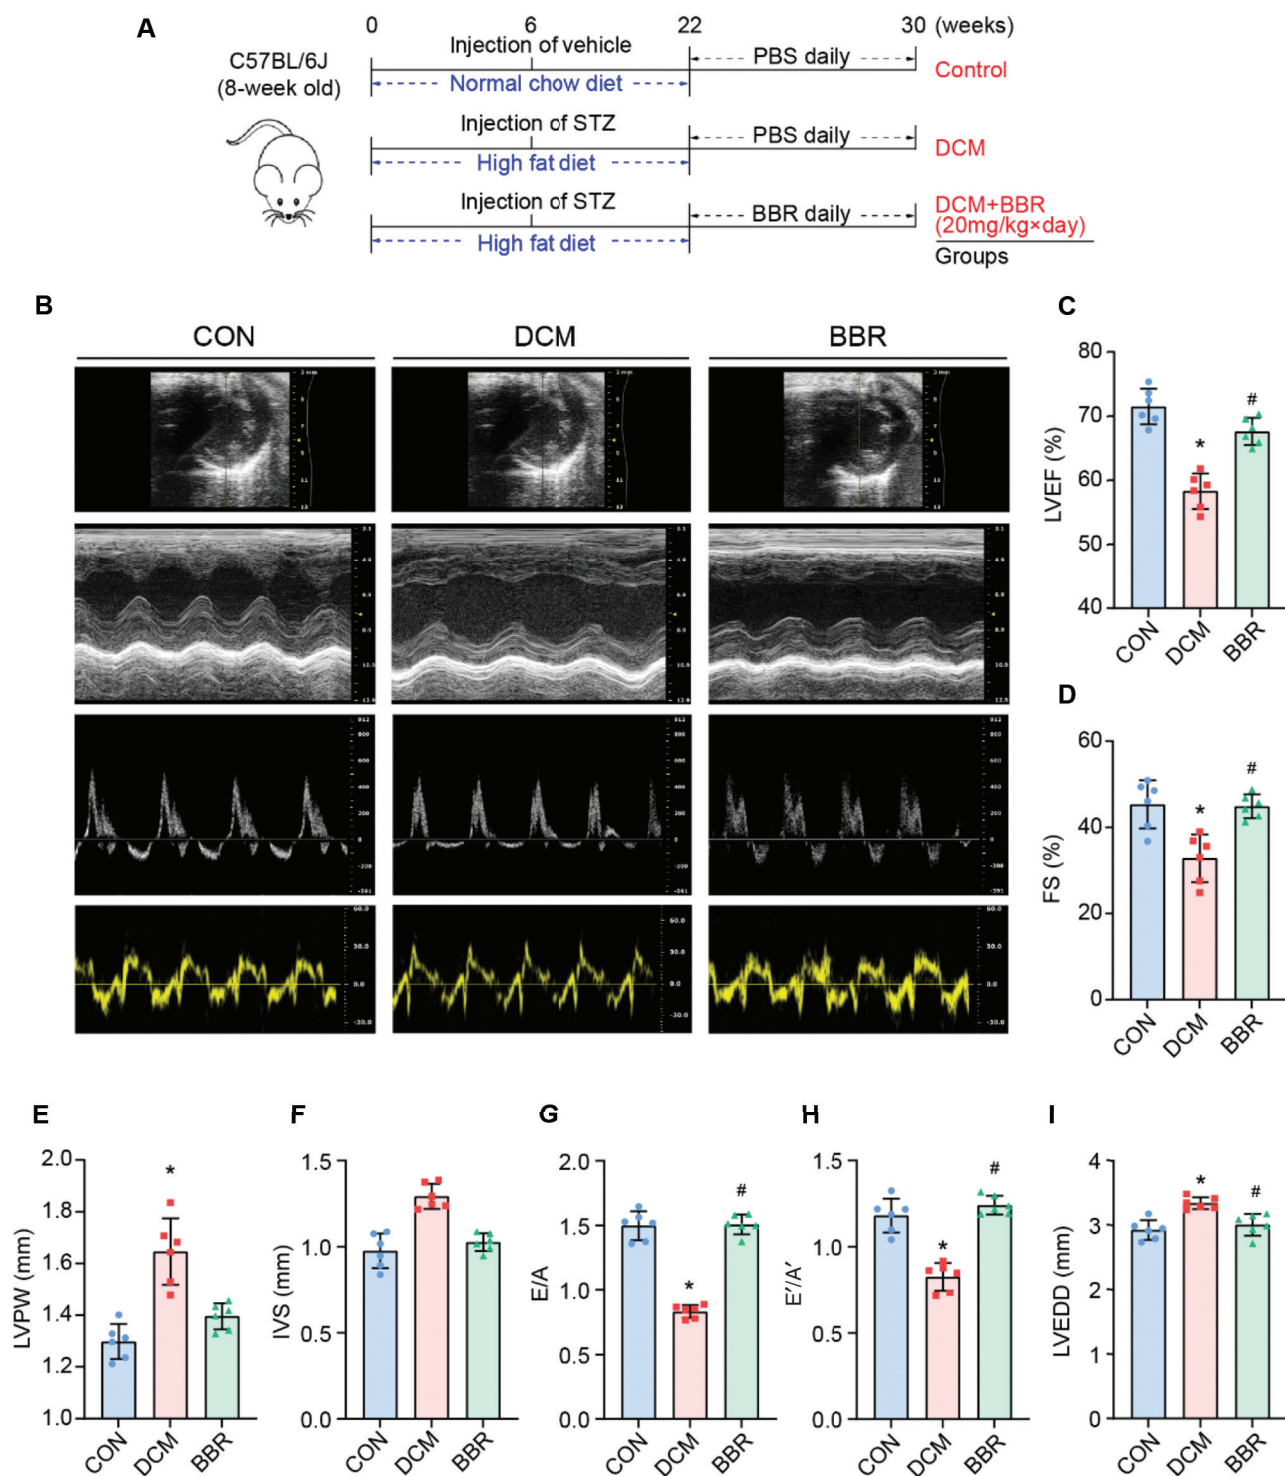 A
0 6 22 30 (weeks)
C57BL/6J
(8-week old)
Injection of vehicle
Normal chow diet
PBS daily
Control
Injection of STZ
High fat diet
PBS daily
DCM
Injection of STZ
High fat diet
BBR daily
DCM+BBR
(20mg/kg×day)
Groups
B
CON DCM BBR
C
LVEF (%)
80
70
60
50
40
*
#
CON DCM BBR
D
FS (%)
60
40
20
0
*
#
CON DCM BBR
E
LVPW (mm)
2.0
1.8
1.6
1.4
1.2
1.0
*
CON DCM BBR
F
IVS (mm)
1.5
1.0
0.5
0.0
CON DCM BBR
G
E/A
2.0
1.5
1.0
0.5
0.0
*
#
CON DCM BBR
H
E′/A′
1.5
1.0
0.5
0.0
*
#
CON DCM BBR
I
LVEDD (mm)
4
3
2
1
0
*
#
CON DCM BBR